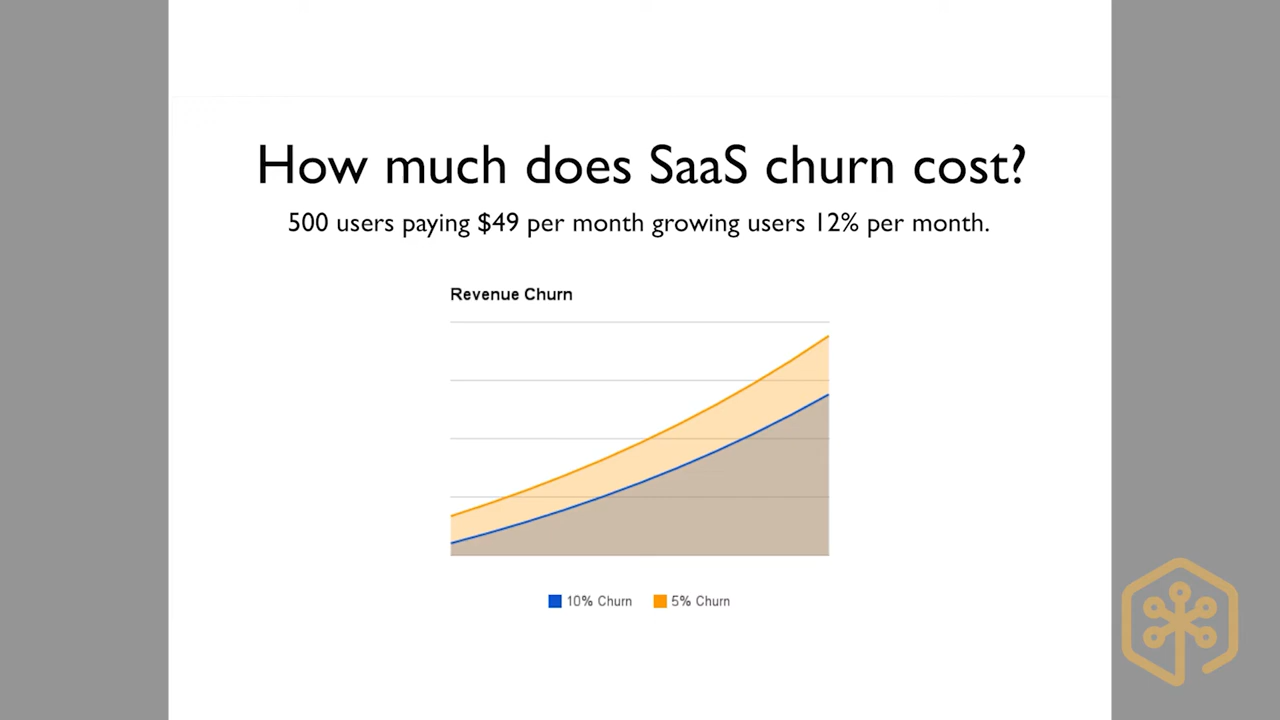 How much does SaaS churn cost?
500 users paying $49 per month growing users 12% per month.
Revenue Churn
10% Churn
5% Churn